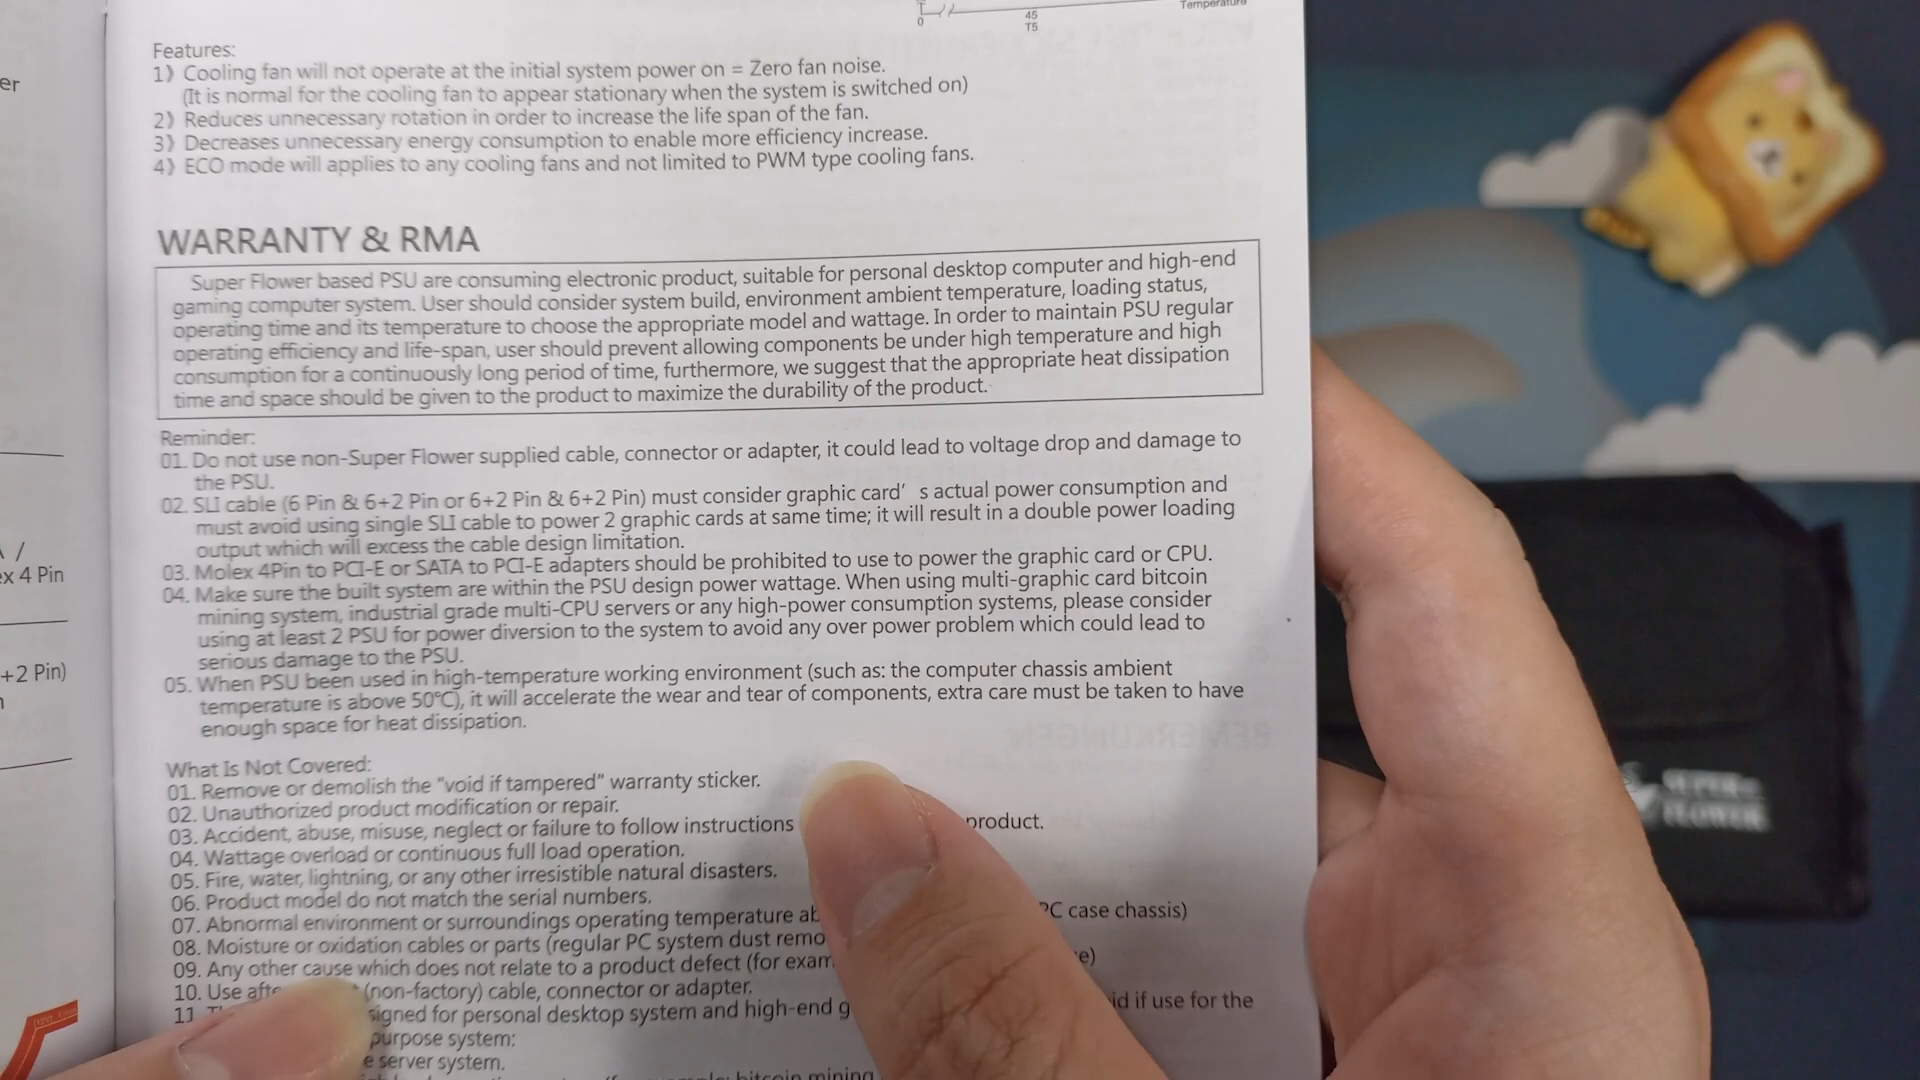 Temperature
0
45
T5
er
/
x 4 Pin
+2 Pin)
Features:
1) Cooling fan will not operate at the initial system power on = Zero fan noise.
(It is normal for the cooling fan to appear stationary when the system is switched on)
2) Reduces unnecessary rotation in order to increase the life span of the fan.
3) Decreases unnecessary energy consumption to enable more efficiency increase.
4) ECO mode will applies to any cooling fans and not limited to PWM type cooling fans.
WARRANTY & RMA
Super Flower based PSU are consuming electronic product, suitable for personal desktop computer and high-end
gaming computer system. User should consider system build, environment ambient temperature, loading status,
operating time and its temperature to choose the appropriate model and wattage. In order to maintain PSU regular
operating efficiency and life-span, user should prevent allowing components be under high temperature and high
consumption for a continuously long period of time, furthermore, we suggest that the appropriate heat dissipation
time and space should be given to the product to maximize the durability of the product.
Reminder:
01. Do not use non-Super Flower supplied cable, connector or adapter, it could lead to voltage drop and damage to
the PSU.
02. SLI cable (6 Pin & 6+2 Pin or 6+2 Pin & 6+2 Pin) must consider graphic card's actual power consumption and
must avoid using single SLI cable to power 2 graphic cards at same time; it will result in a double power loading
output which will excess the cable design limitation.
03. Molex 4Pin to PCI-E or SATA to PCI-E adapters should be prohibited to use to power the graphic card or CPU.
04. Make sure the built system are within the PSU design power wattage. When using multi-graphic card bitcoin
mining system, industrial grade multi-CPU servers or any high-power consumption systems, please consider
using at least 2 PSU for power diversion to the system to avoid any over power problem which could lead to
serious damage to the PSU.
05. When PSU been used in high-temperature working environment (such as: the computer chassis ambient
temperature is above 50℃), it will accelerate the wear and tear of components, extra care must be taken to have
enough space for heat dissipation.
What Is Not Covered:
01. Remove or demolish the "void if tampered" warranty sticker.
02. Unauthorized product modification or repair.
03. Accident, abuse, misuse, neglect or failure to follow instructions product.
04. Wattage overload or continuous full load operation.
05. Fire, water, lightning, or any other irresistible natural disasters.
06. Product model do not match the serial numbers.
07. Abnormal environment or surroundings operating temperature ab PC case chassis)
08. Moisture or oxidation cables or parts (regular PC system dust remo
09. Any other cause which does not relate to a product defect (for exam e)
10. Use afte (non-factory) cable, connector or adapter.
11. signed for personal desktop system and high-end g id if use for the
purpose system:
e server system.
bitcoin mining
SUPER
FLOWER